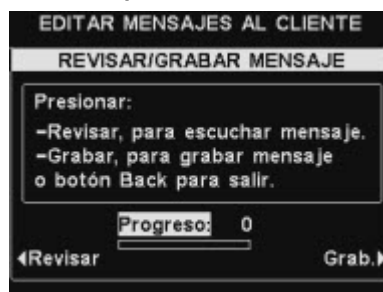 EDITAR MENSAJES AL CLIENTE
REVISAR/GRABAR MENSAJE
Presionar:
-Revisar, para escuchar mensaje.
-Grabar, para grabar mensaje
o botón Back para salir.
Progreso: 0
◀Revisar Grab.▶